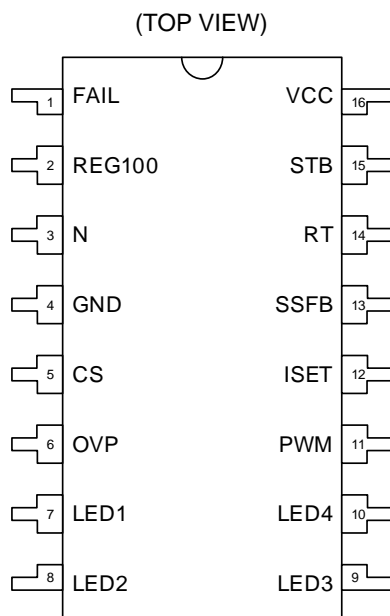 (TOP VIEW)
1 FAIL VCC 16
2 REG100 STB 15
3 N RT 14
4 GND SSFB 13
5 CS ISET 12
6 OVP PWM 11
7 LED1 LED4 10
8 LED2 LED3 9